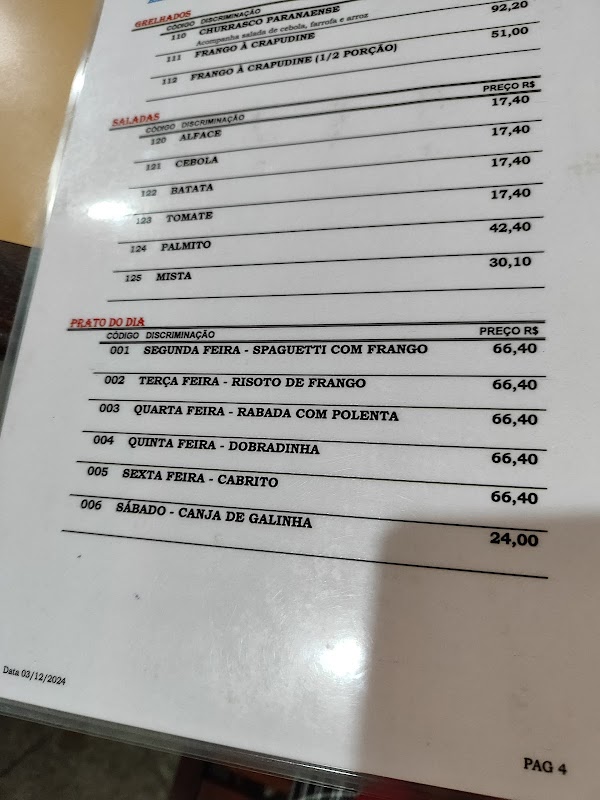 GRELHADOS
CÓDIGO DISCRIMINAÇÃO
110 CHURRASCO PARANAENSE 92,20
Acompanha salada de cebola, farrofa e arroz
111 FRANGO À CRAPUDINE 51,00
112 FRANGO À CRAPUDINE (1/2 PORÇÃO)
SALADAS
CÓDIGO DISCRIMINAÇÃO PREÇO R$
120 ALFACE 17,40
121 CEBOLA 17,40
122 BATATA 17,40
123 TOMATE 17,40
124 PALMITO 42,40
125 MISTA 30,10
PRATO DO DIA
CÓDIGO DISCRIMINAÇÃO PREÇO R$
001 SEGUNDA FEIRA - SPAGUETTI COM FRANGO 66,40
002 TERÇA FEIRA - RISOTO DE FRANGO 66,40
003 QUARTA FEIRA - RABADA COM POLENTA 66,40
004 QUINTA FEIRA - DOBRADINHA 66,40
005 SEXTA FEIRA - CABRITO 66,40
006 SÁBADO - CANJA DE GALINHA 24,00
Data 03/12/2024
PAG 4